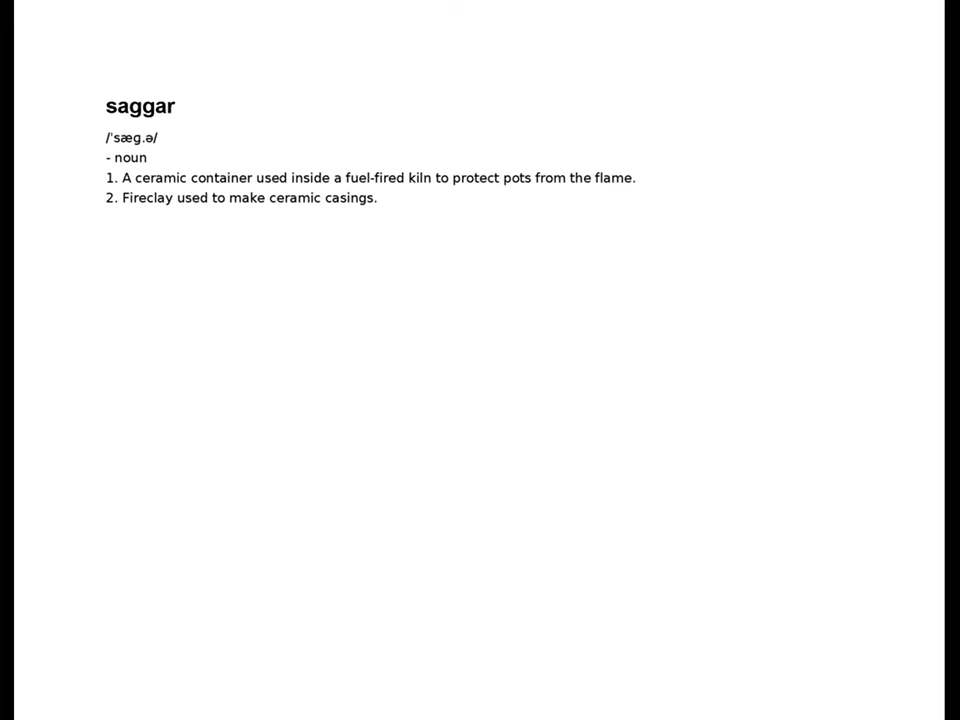 saggar
/ˈsæɡ.ə/
- noun
1. A ceramic container used inside a fuel-fired kiln to protect pots from the flame.
2. Fireclay used to make ceramic casings.